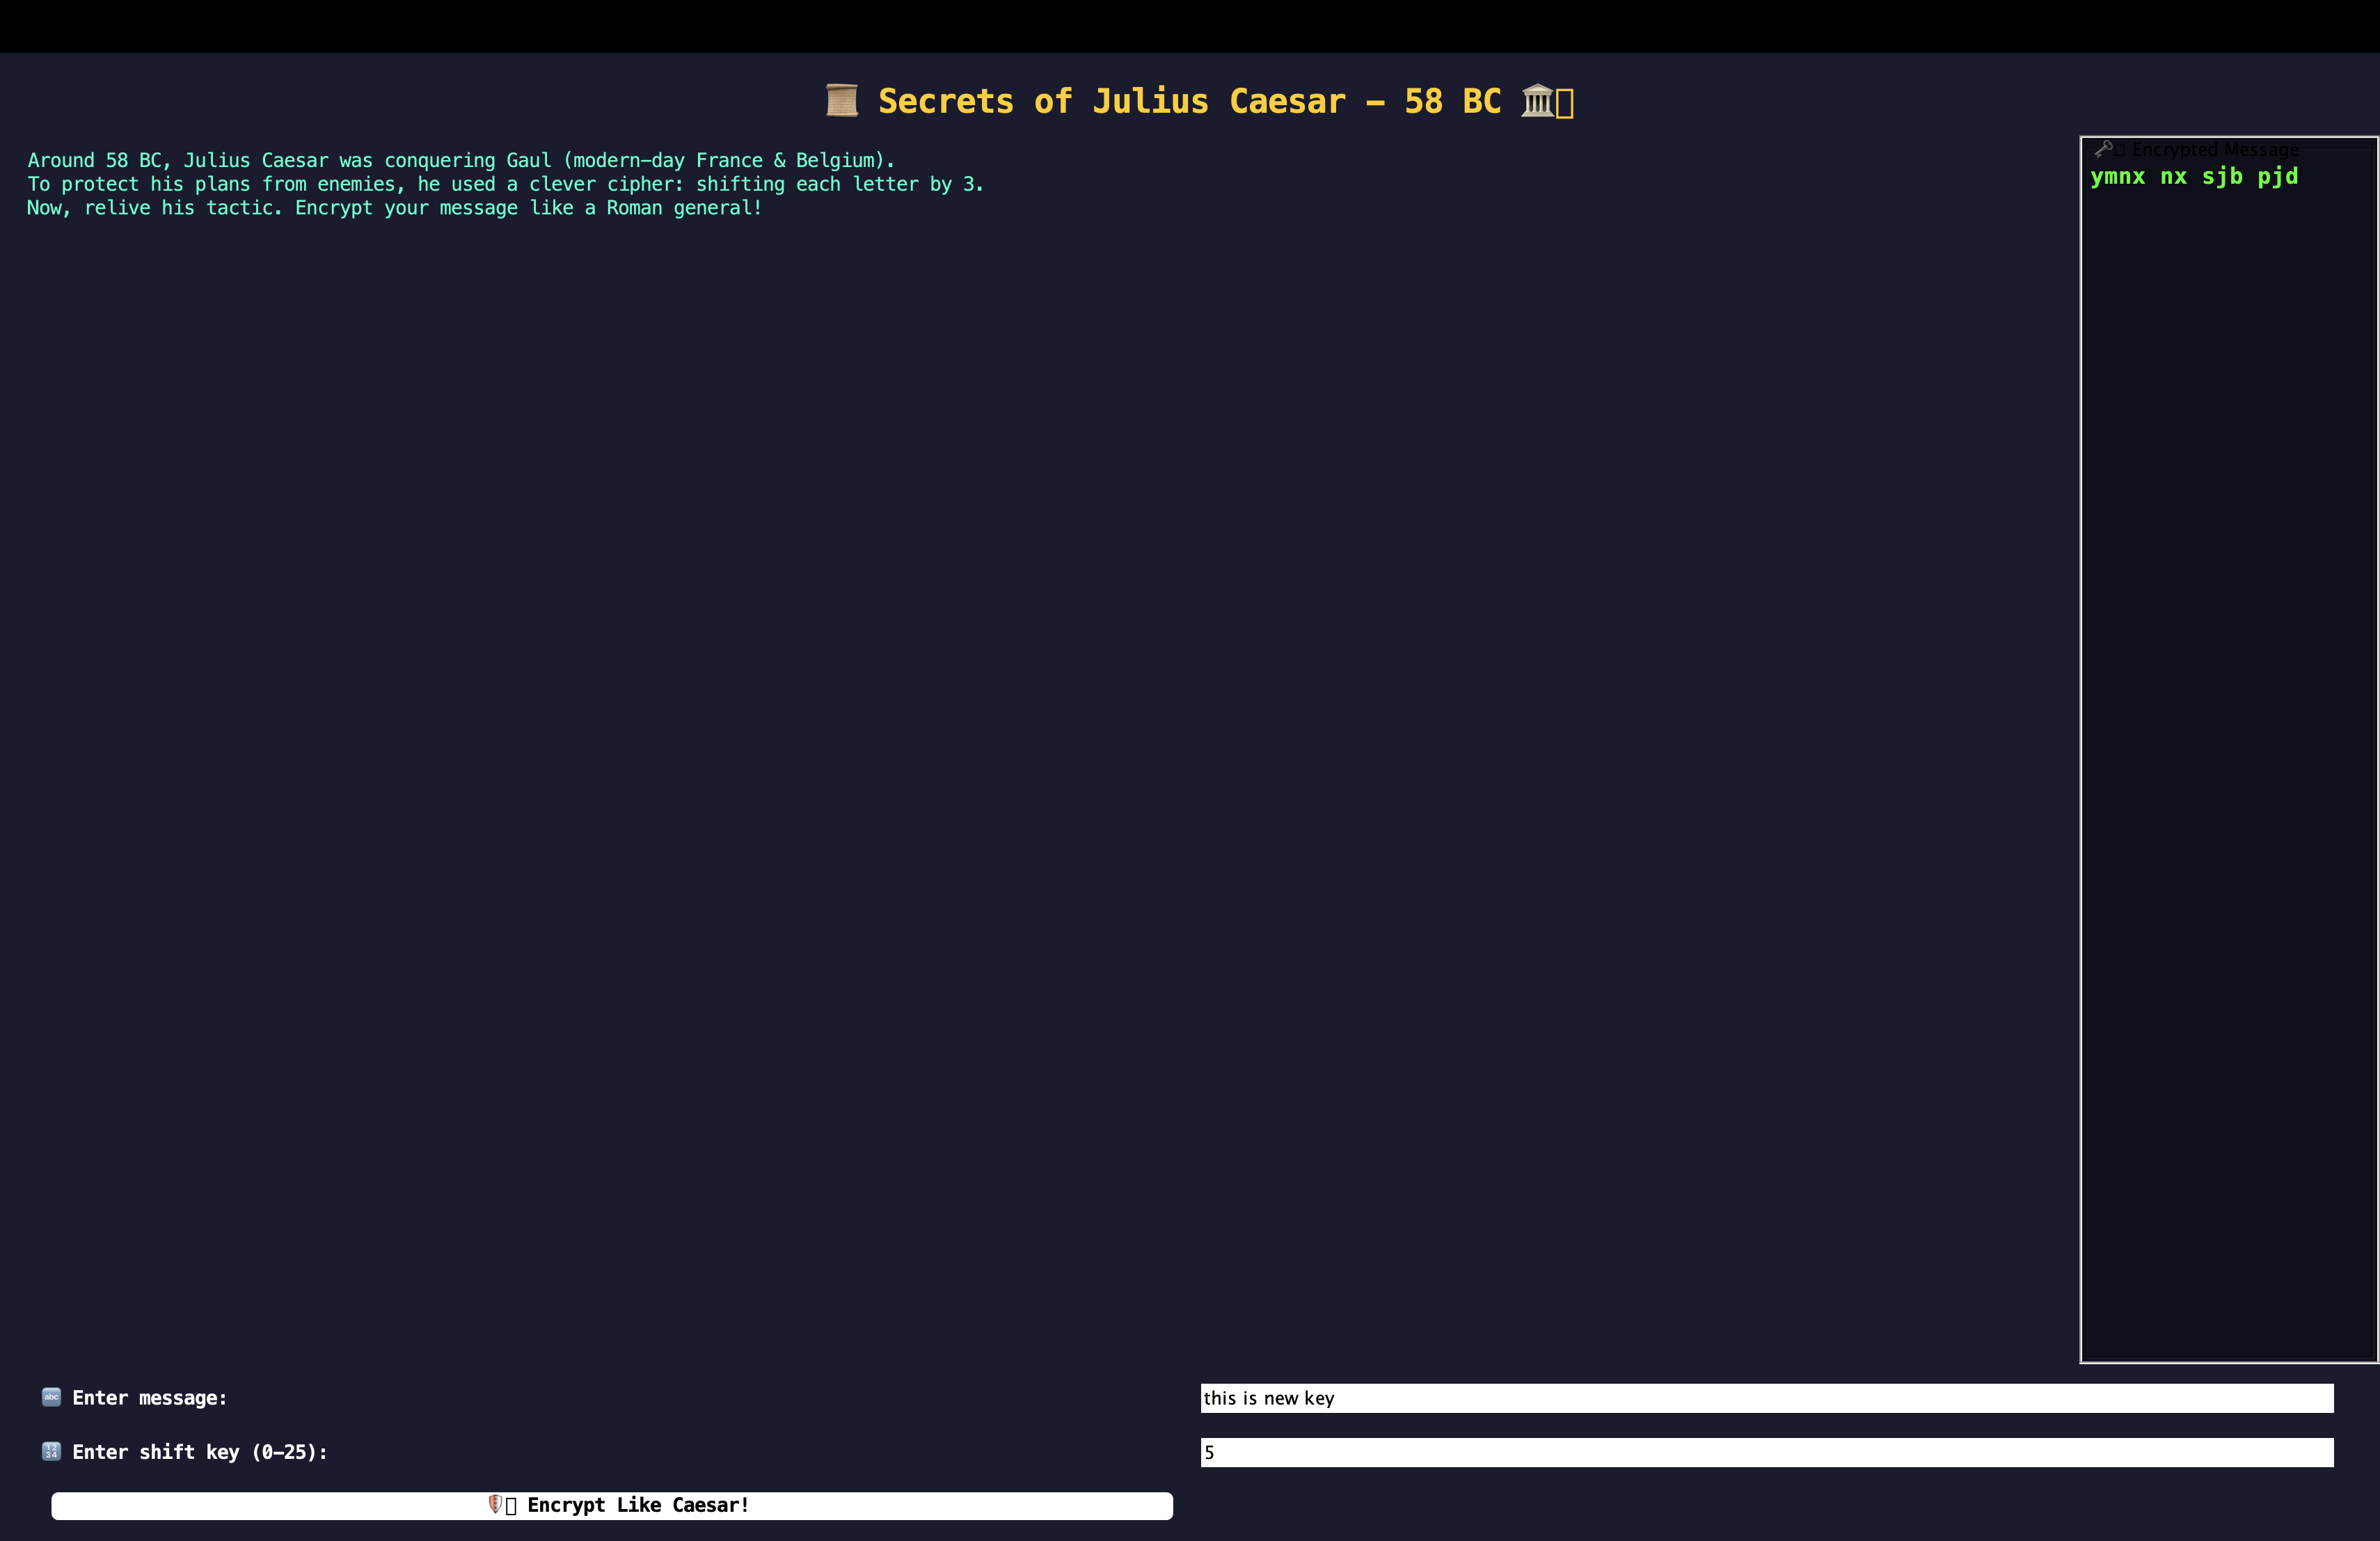 📜 Secrets of Julius Caesar – 58 BC 🏛️
Around 58 BC, Julius Caesar was conquering Gaul (modern-day France & Belgium).
To protect his plans from enemies, he used a clever cipher: shifting each letter by 3.
Now, relive his tactic. Encrypt your message like a Roman general!
🗝️ Encrypted Message
ymnx nx sjb pjd
🔤 Enter message:
this is new key
🔢 Enter shift key (0–25):
5
🛡️ Encrypt Like Caesar!